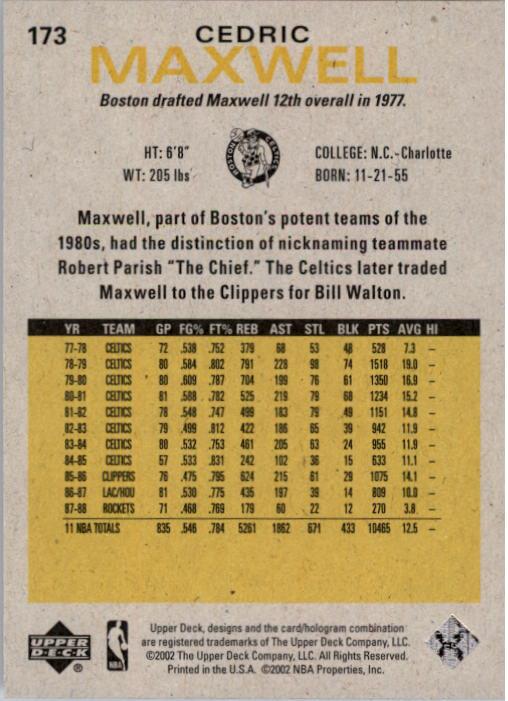 173
CEDRIC
MAXWELL
Boston drafted Maxwell 12th overall in 1977.
HT: 6'8"
WT: 205 lbs
BOSTON CELTICS
COLLEGE: N.C.-Charlotte
BORN: 11-21-55
Maxwell, part of Boston's potent teams of the
1980s, had the distinction of nicknaming teammate
Robert Parish "The Chief." The Celtics later traded
Maxwell to the Clippers for Bill Walton.
YR TEAM GP FG% FT% REB AST STL BLK PTS AVG HI
77-78 CELTICS 72 .538 .752 379 68 53 48 528 7.3 –
78-79 CELTICS 80 .584 .802 791 228 98 74 1518 19.0 –
79-80 CELTICS 80 .609 .787 704 199 76 61 1350 16.9 –
80-81 CELTICS 81 .588 .782 525 219 79 68 1234 15.2 –
81-82 CELTICS 78 .548 .747 499 183 79 49 1151 14.8 –
82-83 CELTICS 79 .499 .812 422 186 65 39 942 11.9 –
83-84 CELTICS 80 .532 .753 461 205 63 24 955 11.9 –
84-85 CELTICS 57 .533 .831 242 102 36 15 633 11.1 –
85-86 CLIPPERS 76 .475 .795 624 215 61 29 1075 14.1 –
86-87 LAC/HOU 81 .530 .775 435 197 39 14 809 10.0 –
87-88 ROCKETS 71 .468 .769 179 60 22 12 270 3.8 –
11 NBA TOTALS 835 .546 .784 5261 1862 671 433 10465 12.5 –
UPPER DECK ®
NBA
Upper Deck, designs and the card/hologram combination
are registered trademarks of The Upper Deck Company, LLC.
©2002 The Upper Deck Company, LLC. All Rights Reserved.
Printed in the U.S.A. ©2002 NBA Properties, Inc.